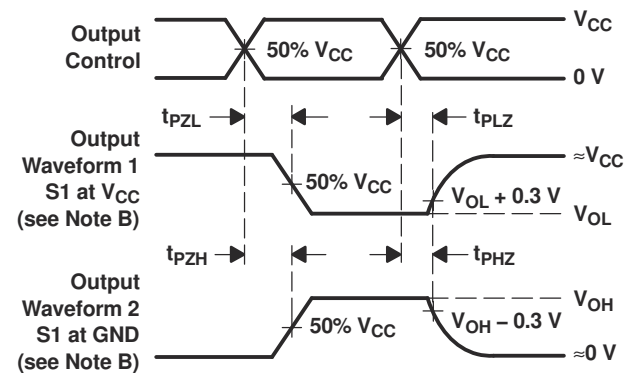 Output
Control
50% VCC
50% VCC
VCC
0 V
tPZL
tPLZ
Output
Waveform 1
S1 at VCC
(see Note B)
50% VCC
VOL + 0.3 V
≈VCC
VOL
tPZH
tPHZ
Output
Waveform 2
S1 at GND
(see Note B)
50% VCC
VOH − 0.3 V
VOH
≈0 V